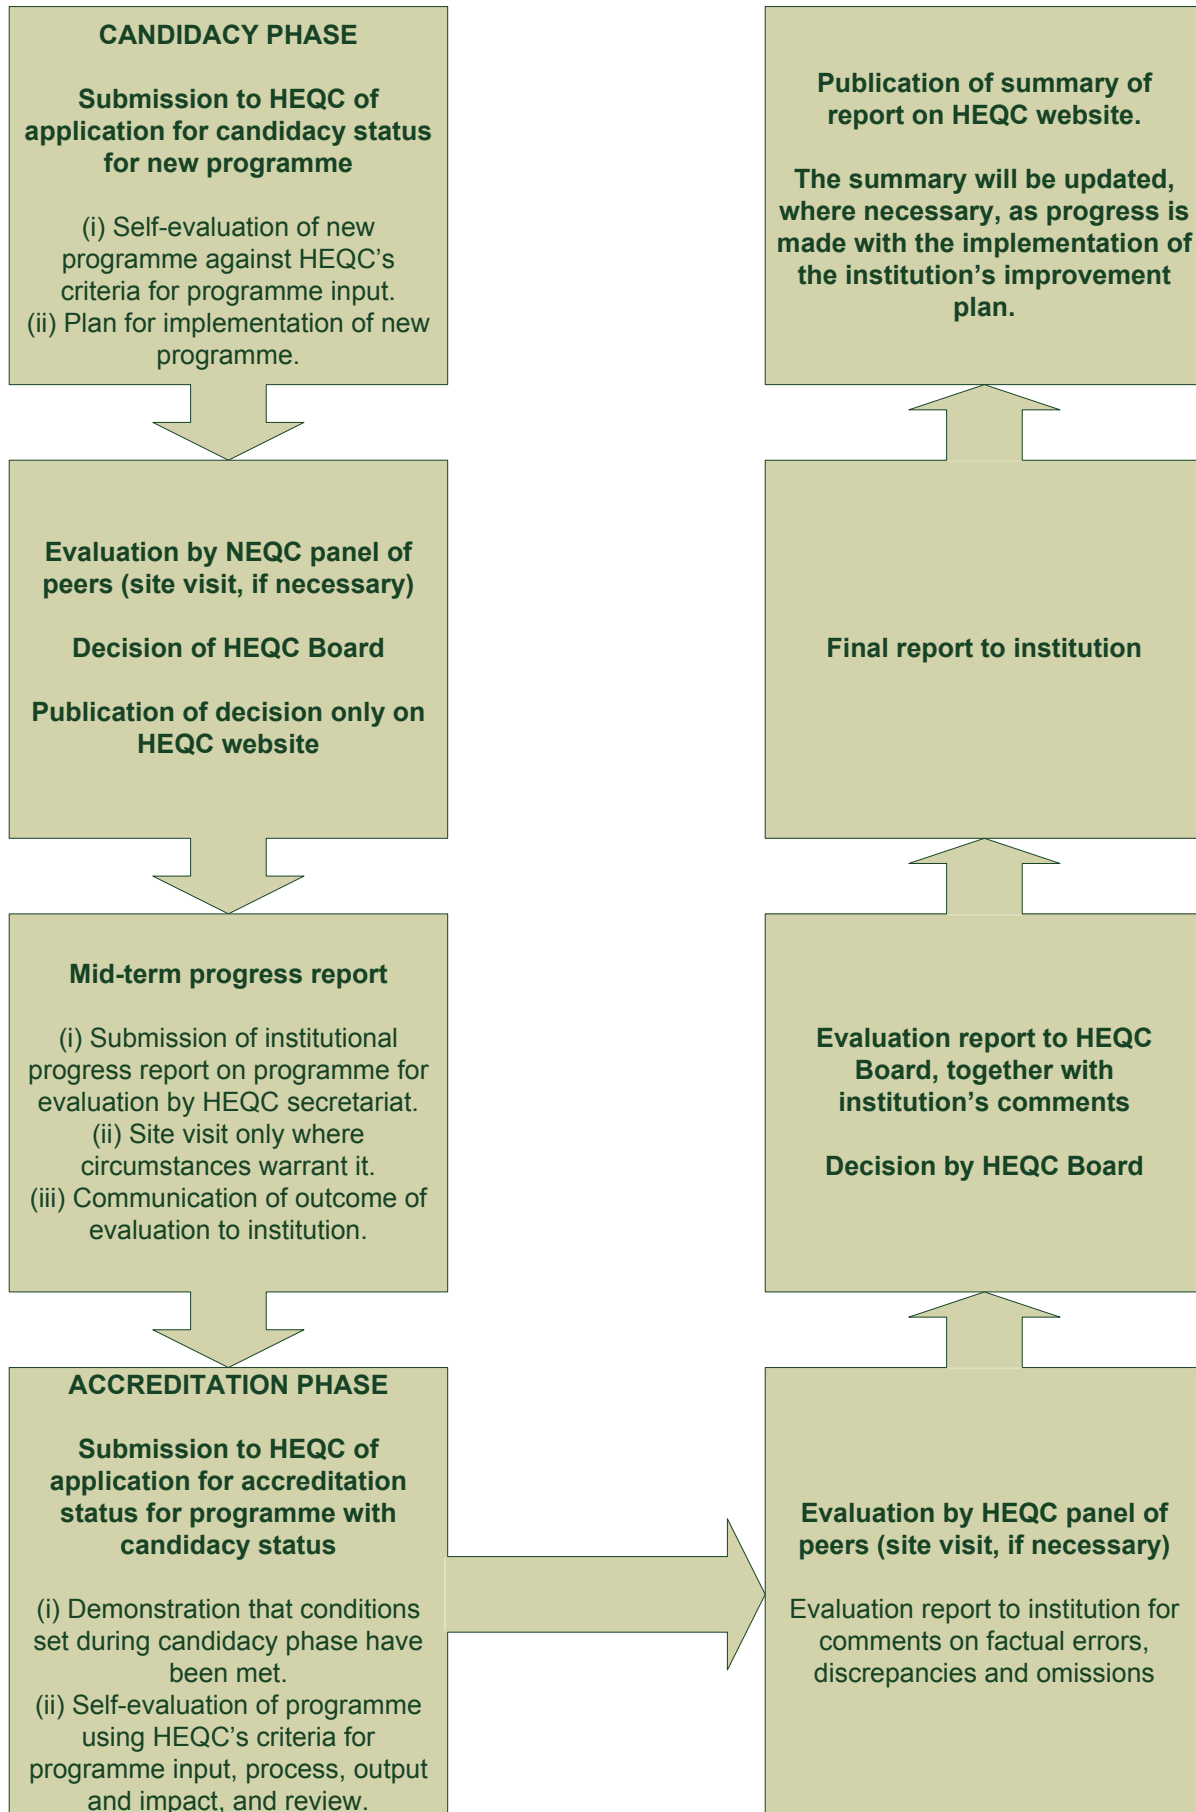 CANDIDACY PHASE
Submission to HEQC of
application for candidacy status
for new programme
(i) Self-evaluation of new
programme against HEQC’s
criteria for programme input.
(ii) Plan for implementation of new
programme.
Evaluation by NEQC panel of
peers (site visit, if necessary)
Decision of HEQC Board
Publication of decision only on
HEQC website
Mid-term progress report
(i) Submission of institutional
progress report on programme for
evaluation by HEQC secretariat.
(ii) Site visit only where
circumstances warrant it.
(iii) Communication of outcome of
evaluation to institution.
ACCREDITATION PHASE
Submission to HEQC of
application for accreditation
status for programme with
candidacy status
(i) Demonstration that conditions
set during candidacy phase have
been met.
(ii) Self-evaluation of programme
using HEQC’s criteria for
programme input, process, output
and impact, and review.
Evaluation by HEQC panel of
peers (site visit, if necessary)
Evaluation report to institution for
comments on factual errors,
discrepancies and omissions
Evaluation report to HEQC
Board, together with
institution’s comments
Decision by HEQC Board
Final report to institution
Publication of summary of
report on HEQC website.
The summary will be updated,
where necessary, as progress is
made with the implementation of
the institution’s improvement
plan.